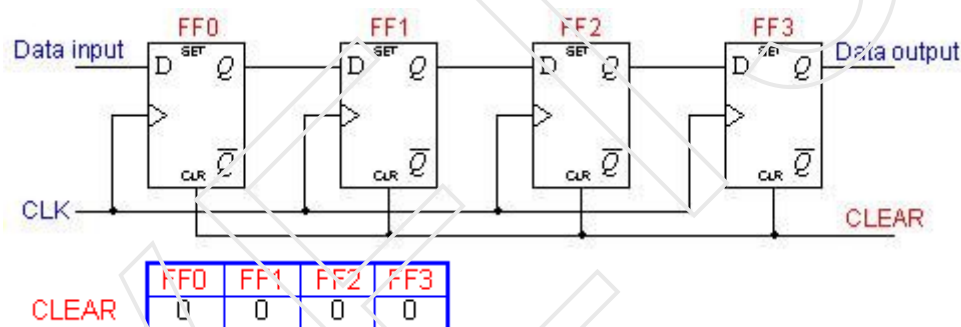 FF0 FF1 FF2 FF3
Data input SET SET SET SET Data output
D Q D Q D Q D Q
Q Q Q Q
CLR CLR CLR CLR
CLK
CLEAR
FF0 FF1 FF2 FF3
CLEAR 0 0 0 0